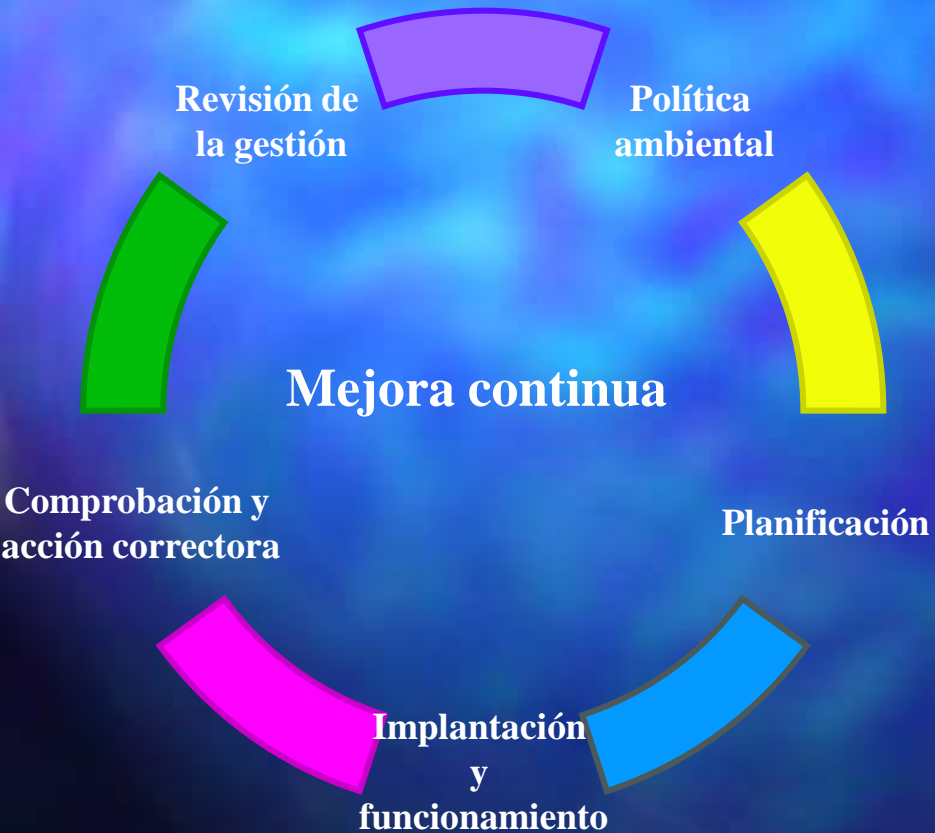 Revisión de
la gestión
Política
ambiental
Mejora continua
Comprobación y
acción correctora
Planificación
Implantación
y
funcionamiento